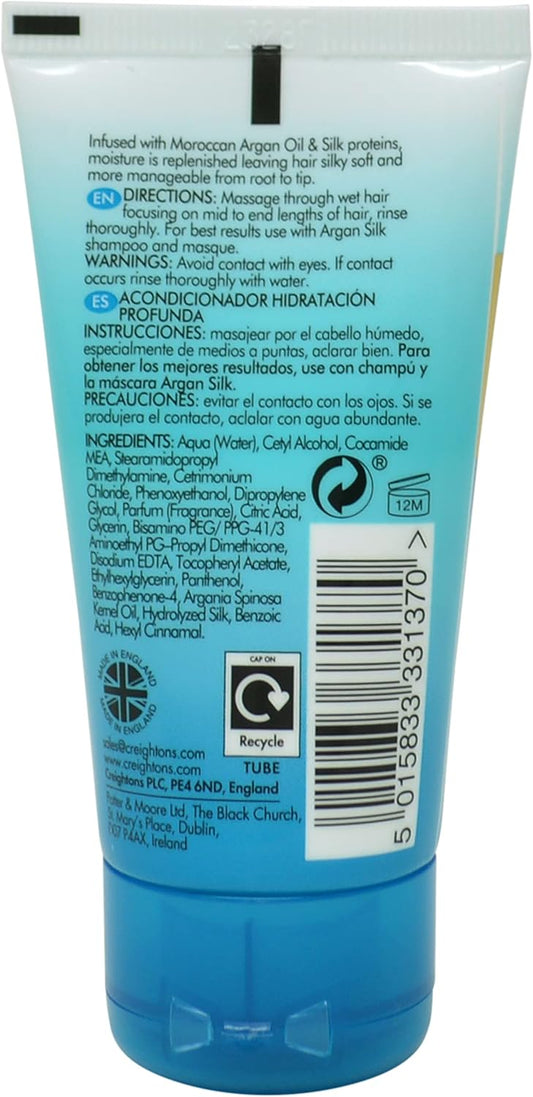 Infused with Moroccan Argan Oil & Silk proteins,
moisture is replenished leaving hair silky soft and
more manageable from root to tip.
EN DIRECTIONS: Massage through wet hair
focusing on mid to end lengths of hair, rinse
thoroughly. For best results use with Argan Silk
shampoo and masque.
WARNINGS: Avoid contact with eyes. If contact
occurs rinse thoroughly with water.
ES ACONDICIONADOR HIDRATACIÓN
PROFUNDA
INSTRUCCIONES: masajear por el cabello húmedo,
especialmente de medios a puntas, aclarar bien. Para
obtener los mejores resultados, use con champú y
la máscara Argan Silk.
PRECAUCIONES: evitar el contacto con los ojos. Si se
produjera el contacto, aclalar con agua abundante.
INGREDIENTS: Aqua (Water), Cetyl Alcohol, Cocamide
MEA, Stearamidopropyl
Dimethylamine, Cetrimonium
Chloride, Phenoxyethanol, Dipropylene
Glycol, Parfum (Fragrance), Citric Acid,
Glycerin, Bisamino PEG/ PPG-41/3
Aminoethyl PG-Propyl Dimethicone,
Disodium EDTA, Tocopheryl Acetate,
Ethylhexylglycerin, Panthenol,
Benzophenone-4, Argania Spinosa
Kernel Oil, Hydrolyzed Silk, Benzoic
Acid, Hexyl Cinnamal.
®
12M
5 015833 331370 >
MADE IN ENGLAND
MADE IN ENGLAND
CAP ON
Recycle
TUBE
sales@creightons.com
www.creightons.com
Creightons PLC, PE4 6ND, England
Potter & Moore Ltd, The Black Church,
St. Mary's Place, Dublin,
D07 P4AX, Ireland